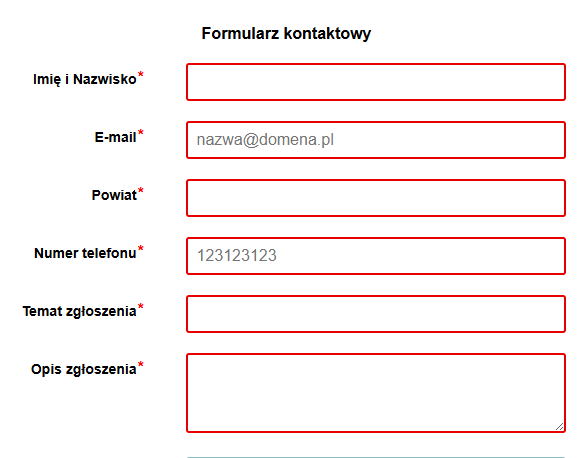 Formularz kontaktowy
Imię i Nazwisko*
E-mail*
nazwa@domena.pl
Powiat*
Numer telefonu*
123123123
Temat zgłoszenia*
Opis zgłoszenia*